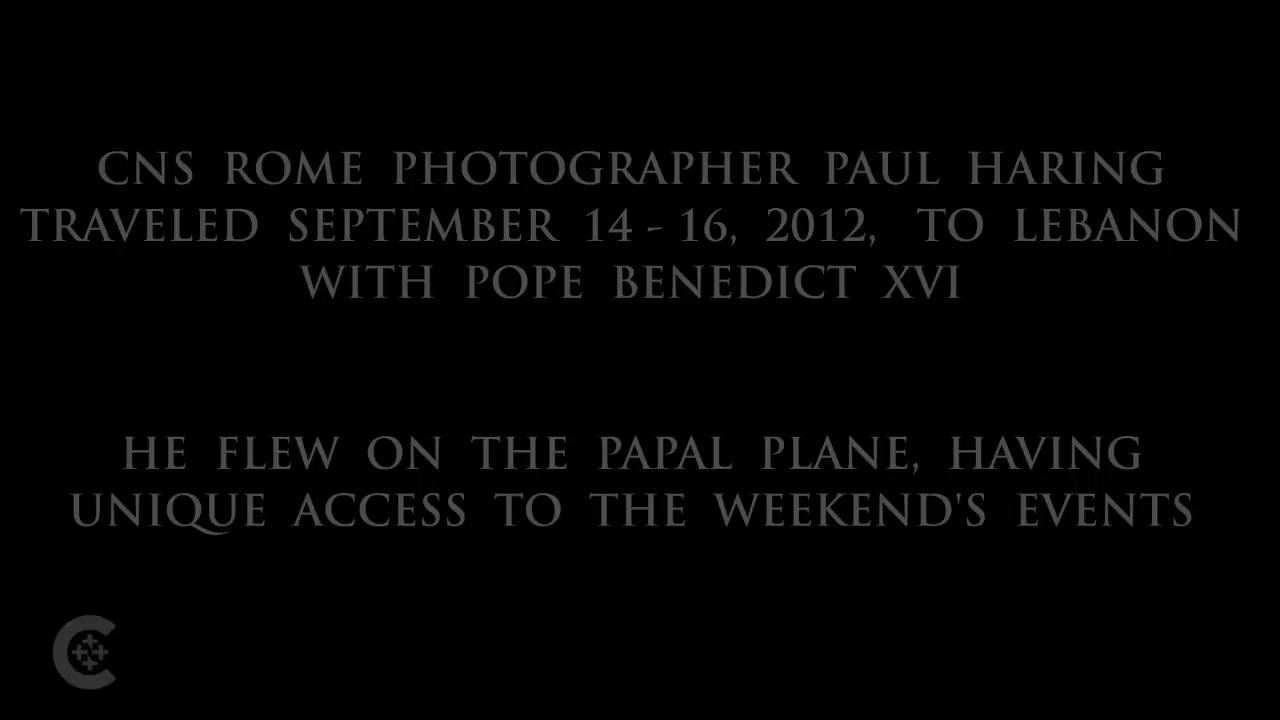 CNS ROME PHOTOGRAPHER PAUL HARING
TRAVELED SEPTEMBER 14 - 16, 2012, TO LEBANON
WITH POPE BENEDICT XVI
HE FLEW ON THE PAPAL PLANE, HAVING
UNIQUE ACCESS TO THE WEEKEND'S EVENTS